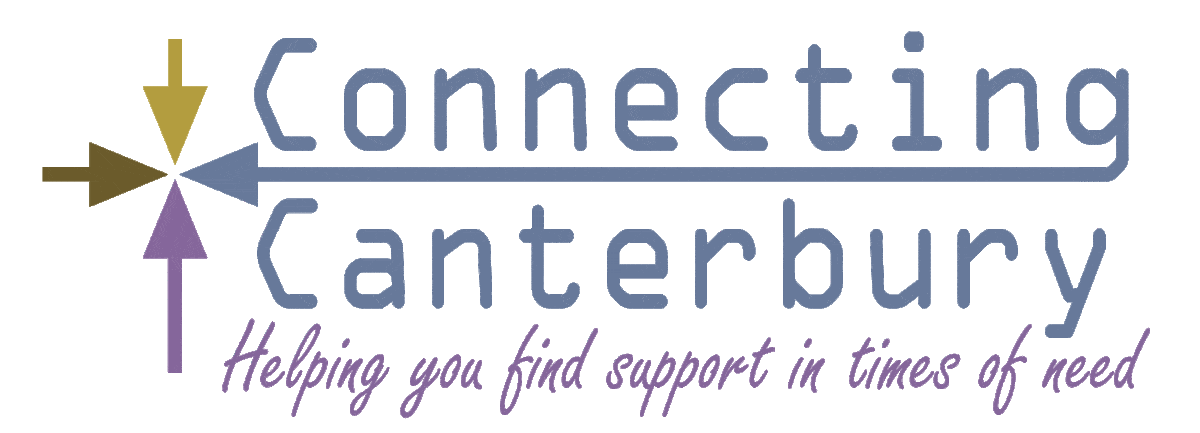 Connecting
Canterbury
Helping you find support in times of need